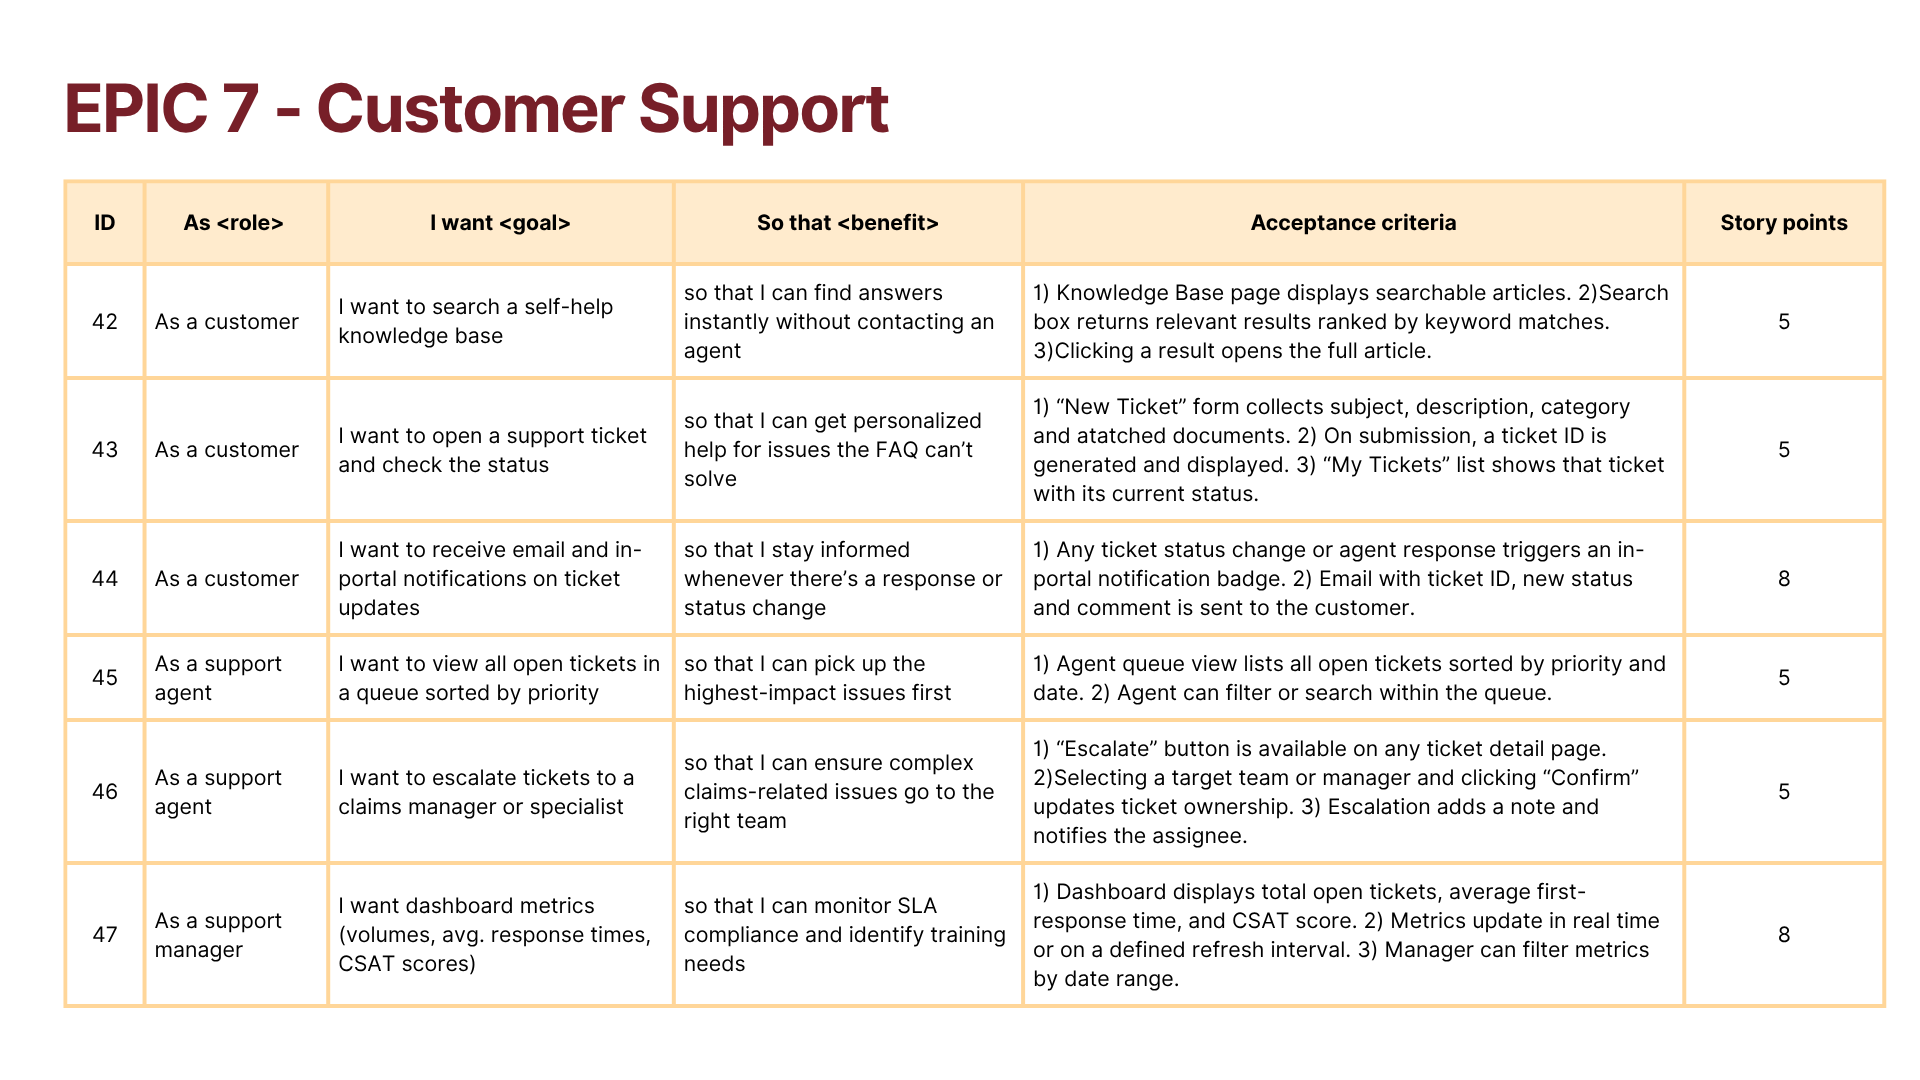 EPIC 7 - Customer Support
ID
As <role>
I want <goal>
So that <benefit>
Acceptance criteria
Story points
42
As a customer
I want to search a self-help
knowledge base
so that I can find answers
instantly without contacting an
agent
1) Knowledge Base page displays searchable articles. 2)Search
box returns relevant results ranked by keyword matches.
3)Clicking a result opens the full article.
5
43
As a customer
I want to open a support ticket
and check the status
so that I can get personalized
help for issues the FAQ can’t
solve
1) “New Ticket” form collects subject, description, category
and atatched documents. 2) On submission, a ticket ID is
generated and displayed. 3) “My Tickets” list shows that ticket
with its current status.
5
44
As a customer
I want to receive email and in-
portal notifications on ticket
updates
so that I stay informed
whenever there’s a response or
status change
1) Any ticket status change or agent response triggers an in-
portal notification badge. 2) Email with ticket ID, new status
and comment is sent to the customer.
8
45
As a support
agent
I want to view all open tickets in
a queue sorted by priority
so that I can pick up the
highest-impact issues first
1) Agent queue view lists all open tickets sorted by priority and
date. 2) Agent can filter or search within the queue.
5
46
As a support
agent
I want to escalate tickets to a
claims manager or specialist
so that I can ensure complex
claims-related issues go to the
right team
1) “Escalate” button is available on any ticket detail page.
2)Selecting a target team or manager and clicking “Confirm”
updates ticket ownership. 3) Escalation adds a note and
notifies the assignee.
5
47
As a support
manager
I want dashboard metrics
(volumes, avg. response times,
CSAT scores)
so that I can monitor SLA
compliance and identify training
needs
1) Dashboard displays total open tickets, average first-
response time, and CSAT score. 2) Metrics update in real time
or on a defined refresh interval. 3) Manager can filter metrics
by date range.
8